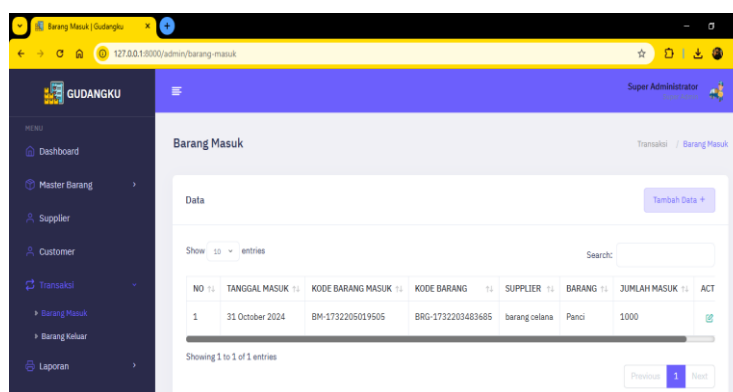 Barang Masuk | Gudangku
127.0.0.1:8000/admin/barang-masuk
GUDANGKU
Super Administrator
MENU
Dashboard
Master Barang
Supplier
Customer
Transaksi
Barang Masuk
Barang Keluar
Laporan
Barang Masuk
Transaksi / Barang Masuk
Data
Tambah Data +
Show 10 entries
Search:
NO TANGGAL MASUK KODE BARANG MASUK KODE BARANG SUPPLIER BARANG JUMLAH MASUK ACT
1 31 October 2024 BM-1732205019505 BRG-1732203483685 barang celana Panci 1000
Showing 1 to 1 of 1 entries
Previous 1 Next